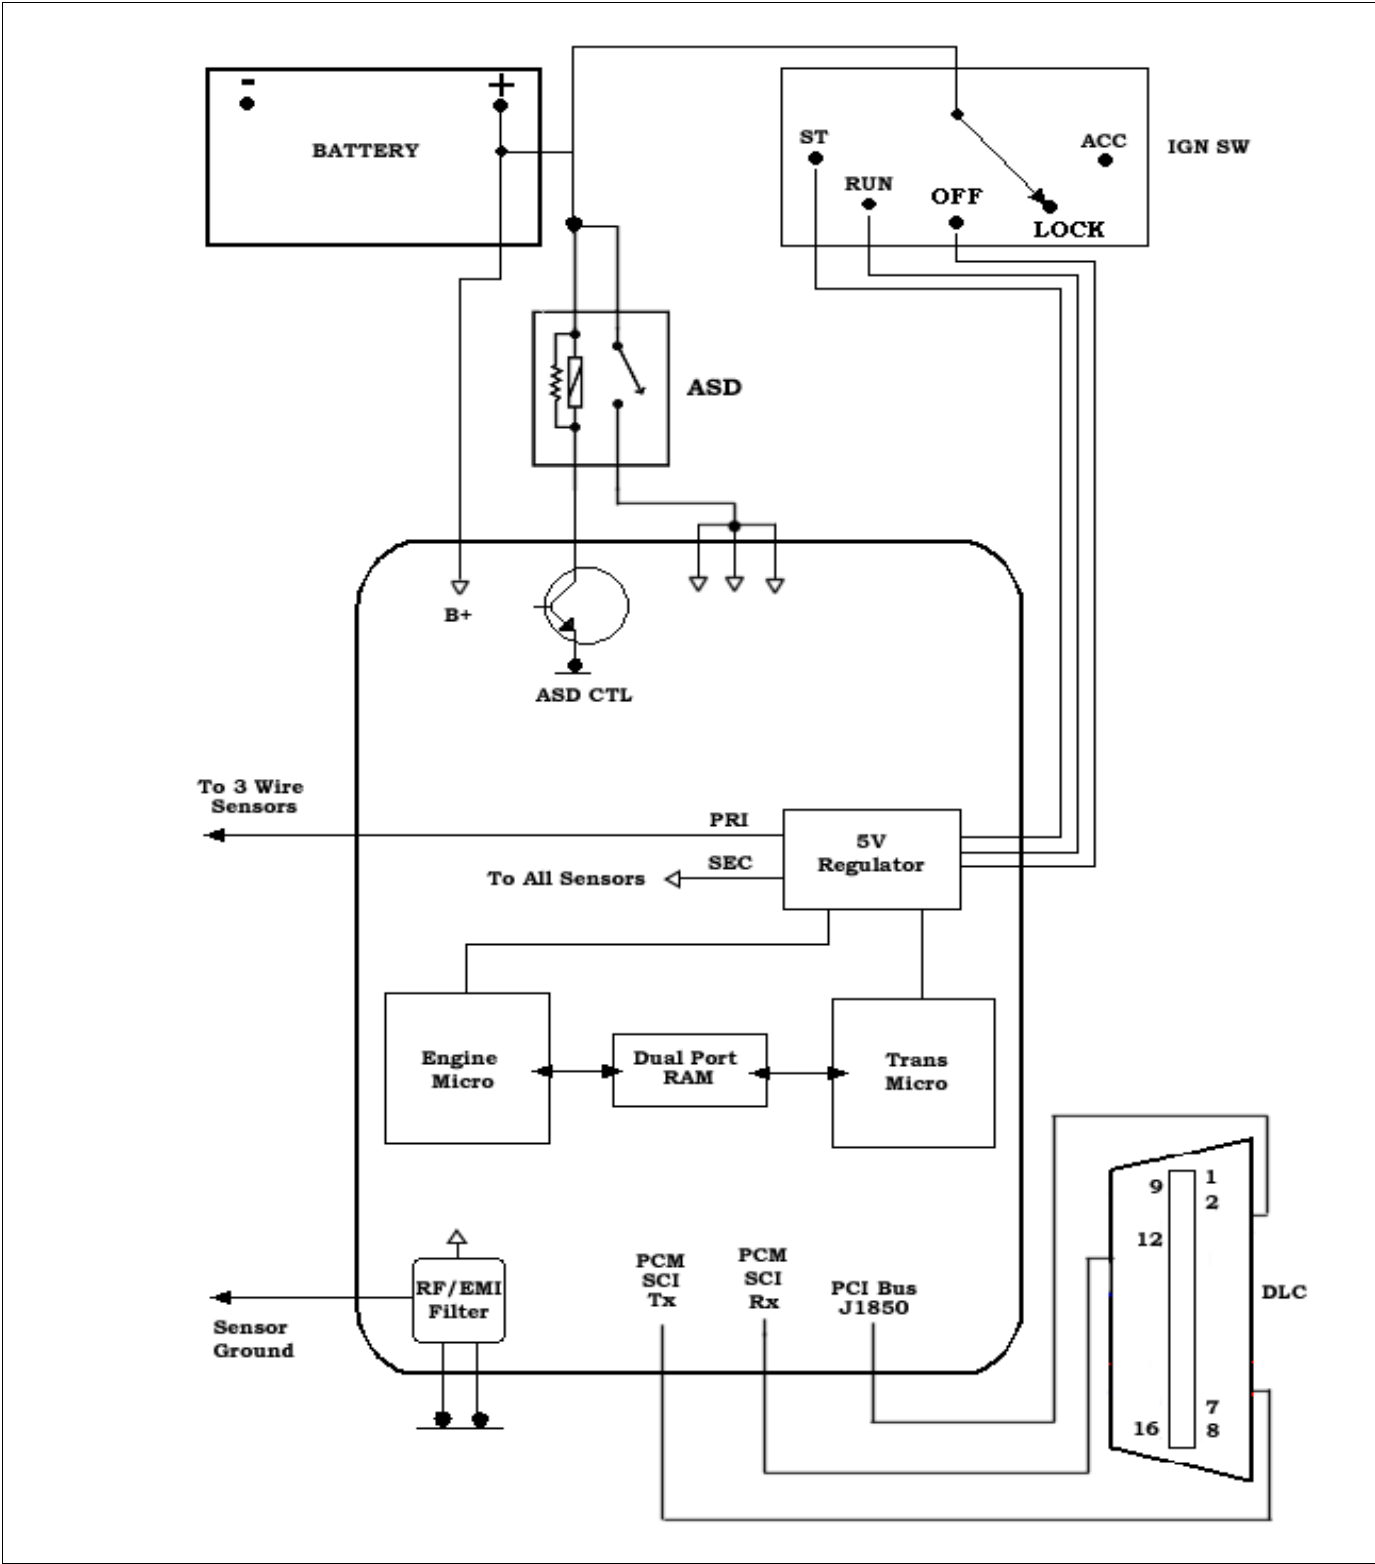 -
+
BATTERY
ST
RUN
OFF
ACC
LOCK
IGN SW
ASD
B+
ASD CTL
To 3 Wire
Sensors
PRI
SEC
To All Sensors
5V
Regulator
Engine
Micro
Dual Port
RAM
Trans
Micro
RF/EMI
Filter
Sensor
Ground
PCM
SCI
Tx
PCM
SCI
Rx
PCI Bus
J1850
9
1
2
12
DLC
7
16
8